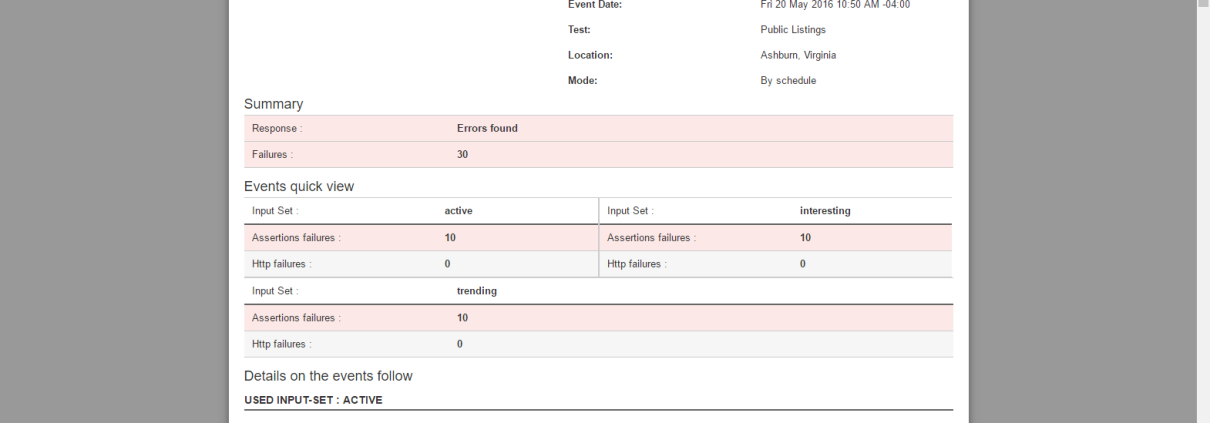 Event Date: Fri 20 May 2016 10:50 AM -04:00
Test: Public Listings
Location: Ashburn, Virginia
Mode: By schedule
Summary
Response : Errors found
Failures : 30
Events quick view
Input Set : active Input Set : interesting
Assertions failures : 10 Assertions failures : 10
Http failures : 0 Http failures : 0
Input Set : trending
Assertions failures : 10
Http failures : 0
Details on the events follow
USED INPUT-SET : ACTIVE